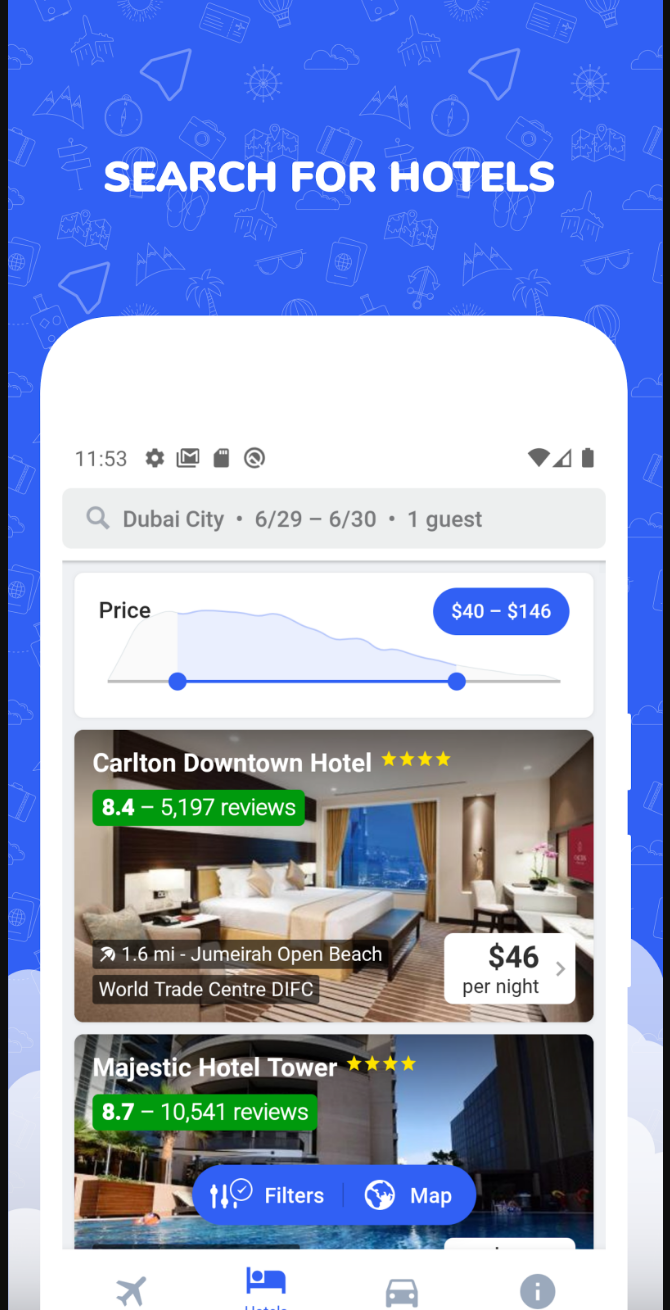 SEARCH FOR HOTELS
11:53
Dubai City • 6/29 – 6/30 • 1 guest
Price
$40 – $146
Carlton Downtown Hotel
8.4 – 5,197 reviews
1.6 mi - Jumeirah Open Beach
World Trade Centre DIFC
$46
per night
Majestic Hotel Tower
8.7 – 10,541 reviews
Filters
Map
Hotels